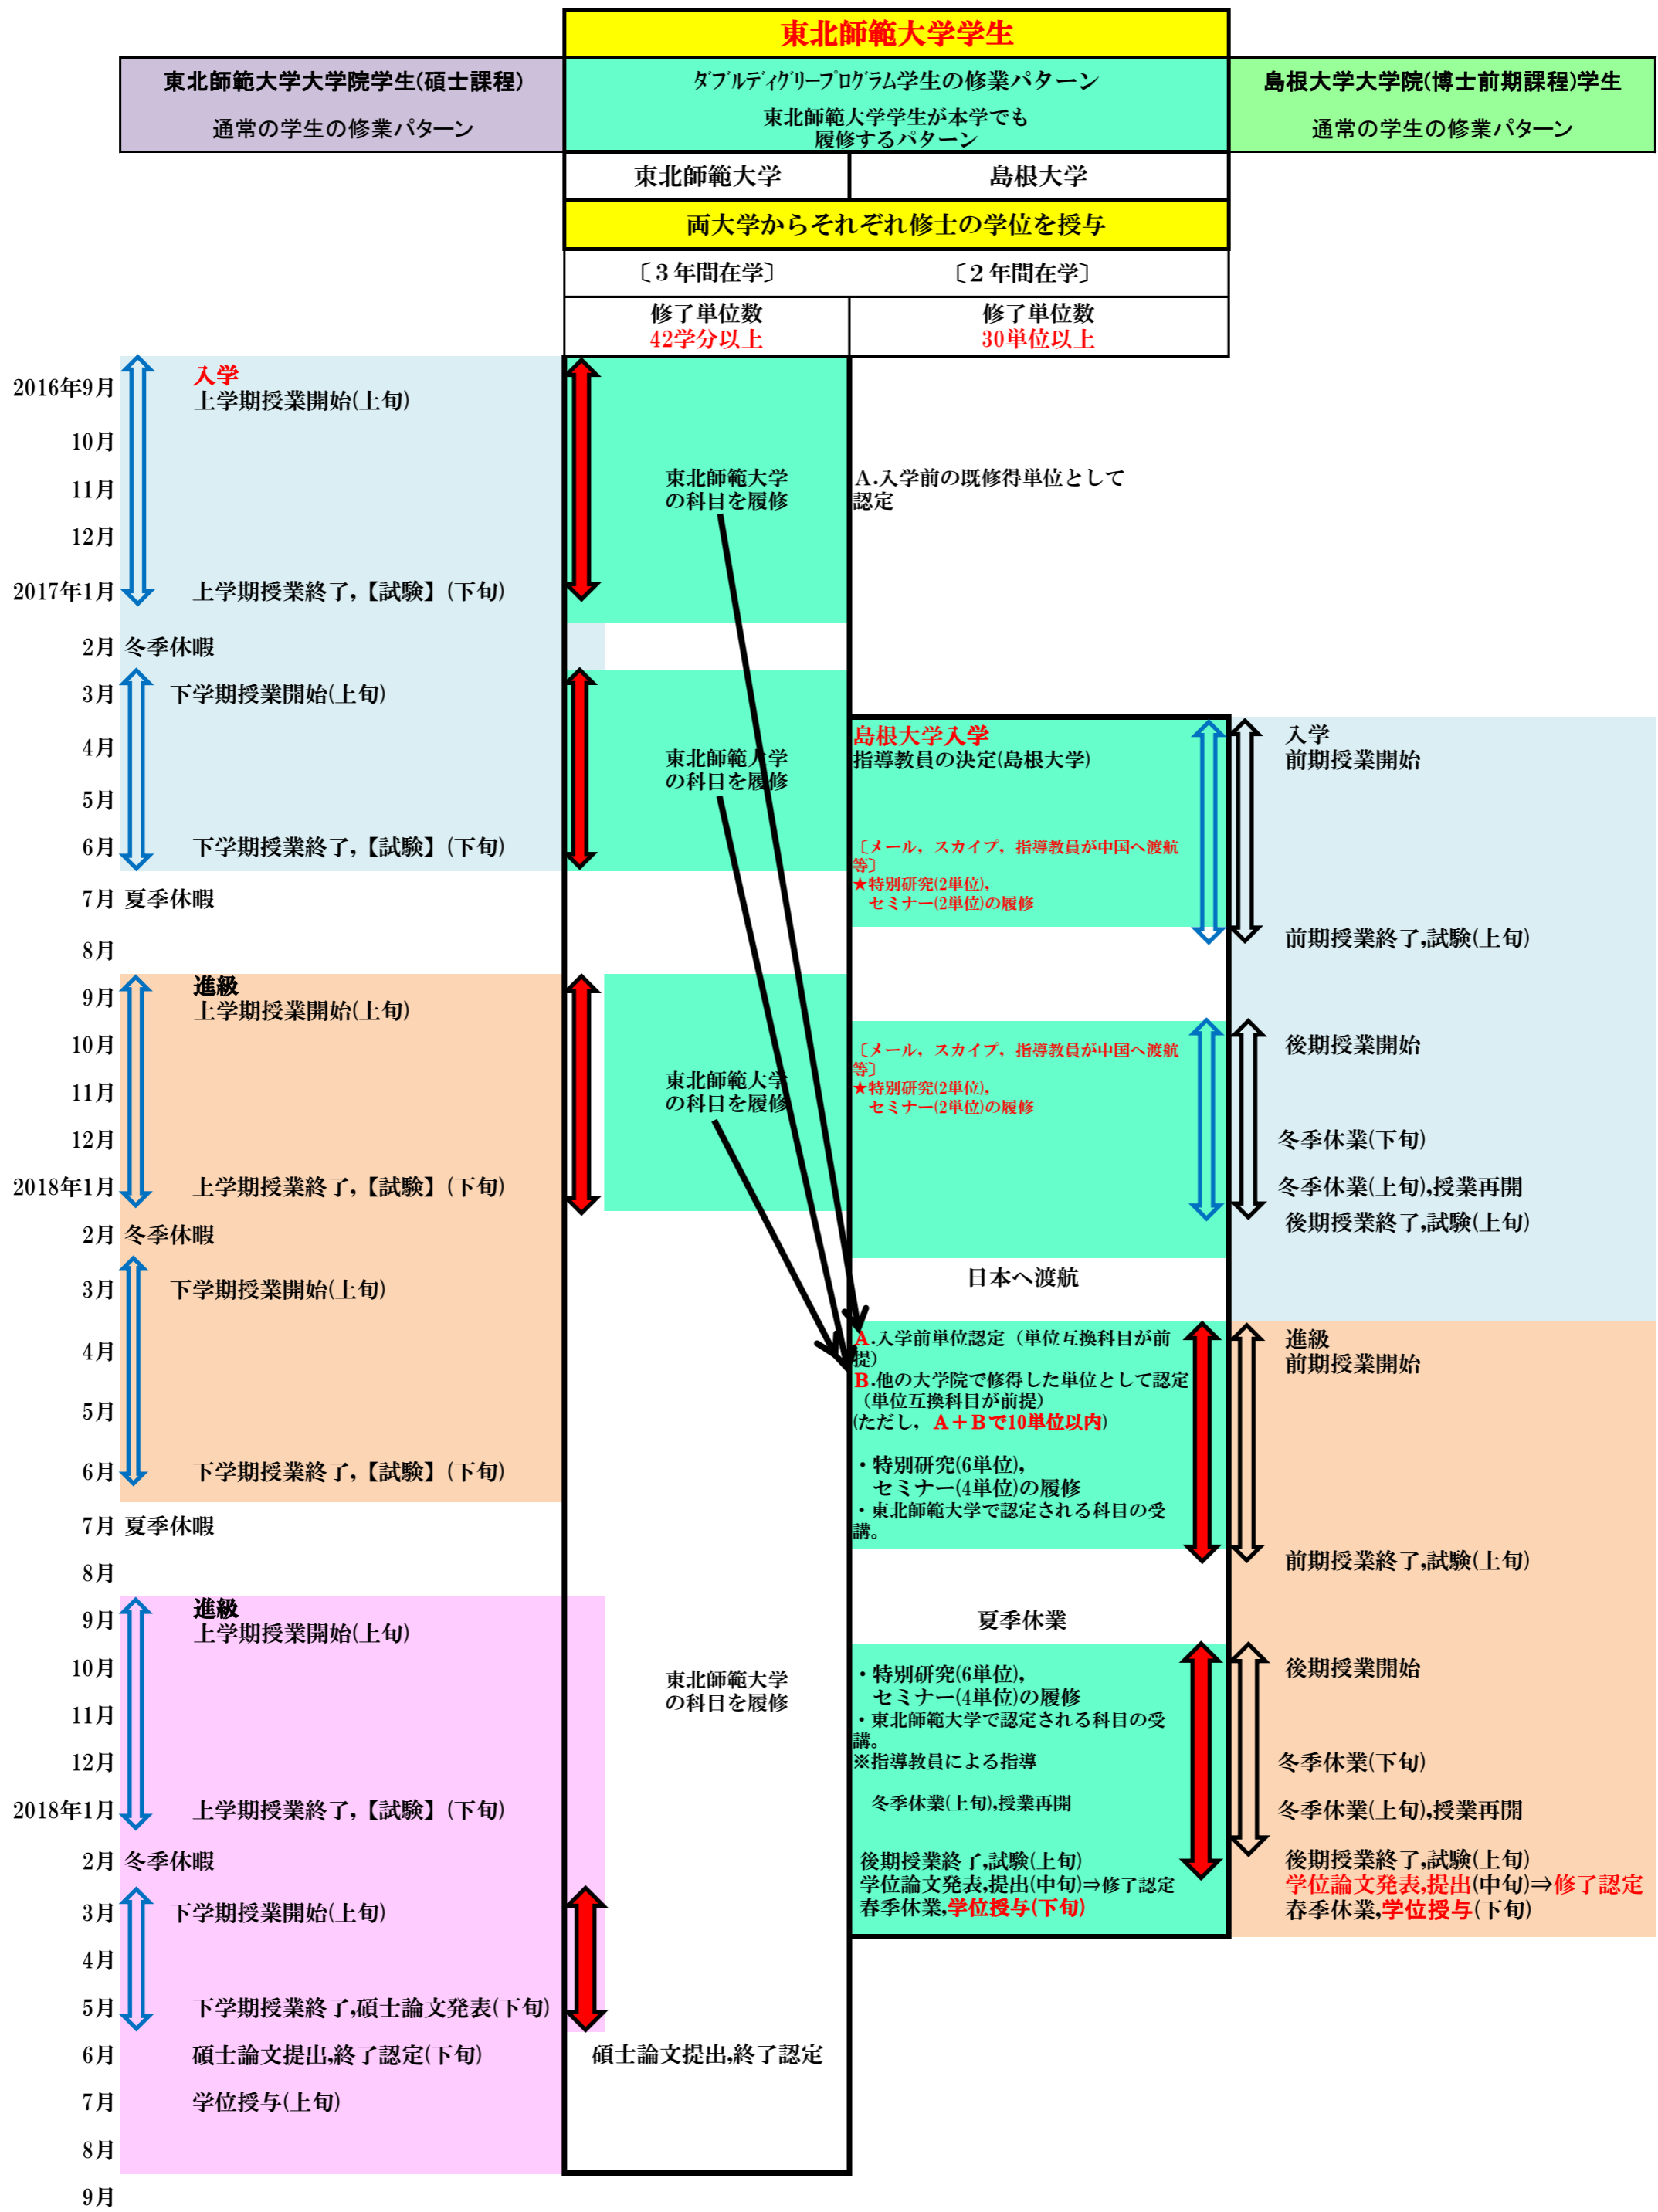 東北師範大学学生
東北師範大学大学院学生(碩士課程)
通常の学生の修業パターン
ダブルディグリープログラム学生の修業パターン
東北師範大学学生が本学でも
履修するパターン
島根大学大学院(博士前期課程)学生
通常の学生の修業パターン
東北師範大学
島根大学
両大学からそれぞれ修士の学位を授与
〔3年間在学〕
〔2年間在学〕
修了単位数
42学分以上
修了単位数
30単位以上
2016年9月
入学
上学期授業開始(上旬)
10月
11月
東北師範大学
の科目を履修
A.入学前の既修得単位として
認定
12月
2017年1月
上学期授業終了,【試験】(下旬)
2月
冬季休暇
3月
下学期授業開始(上旬)
4月
東北師範大学
の科目を履修
島根大学入学
指導教員の決定(島根大学)
入学
前期授業開始
5月
6月
下学期授業終了,【試験】(下旬)
〔メール，スカイプ，指導教員が中国へ渡航
等〕
★特別研究(2単位),
セミナー(2単位)の履修
7月
夏季休暇
8月
前期授業終了,試験(上旬)
9月
進級
上学期授業開始(上旬)
10月
〔メール，スカイプ，指導教員が中国へ渡航
等〕
★特別研究(2単位),
セミナー(2単位)の履修
後期授業開始
11月
東北師範大学
の科目を履修
12月
冬季休業(下旬)
2018年1月
上学期授業終了,【試験】(下旬)
冬季休業(上旬),授業再開
2月
冬季休暇
後期授業終了,試験(上旬)
3月
下学期授業開始(上旬)
日本へ渡航
4月
A.入学前単位認定（単位互換科目が前
提）
B.他の大学院で修得した単位として認定
（単位互換科目が前提）
(ただし，A＋Bで10単位以内)
進級
前期授業開始
5月
6月
下学期授業終了,【試験】(下旬)
・特別研究(6単位),
セミナー(4単位)の履修
・東北師範大学で認定される科目の受
講。
7月
夏季休暇
8月
前期授業終了,試験(上旬)
9月
進級
上学期授業開始(上旬)
夏季休業
10月
東北師範大学
の科目を履修
・特別研究(6単位),
セミナー(4単位)の履修
・東北師範大学で認定される科目の受
講。
※指導教員による指導
後期授業開始
11月
12月
冬季休業(下旬)
2018年1月
上学期授業終了,【試験】(下旬)
冬季休業(上旬),授業再開
冬季休業(上旬),授業再開
2月
冬季休暇
後期授業終了,試験(上旬)
学位論文発表,提出(中旬)⇒修了認定
春季休業,学位授与(下旬)
後期授業終了,試験(上旬)
学位論文発表,提出(中旬)⇒修了認定
春季休業,学位授与(下旬)
3月
下学期授業開始(上旬)
4月
5月
下学期授業終了,碩士論文発表(下旬)
6月
碩士論文提出,終了認定(下旬)
碩士論文提出,終了認定
7月
学位授与(上旬)
8月
9月